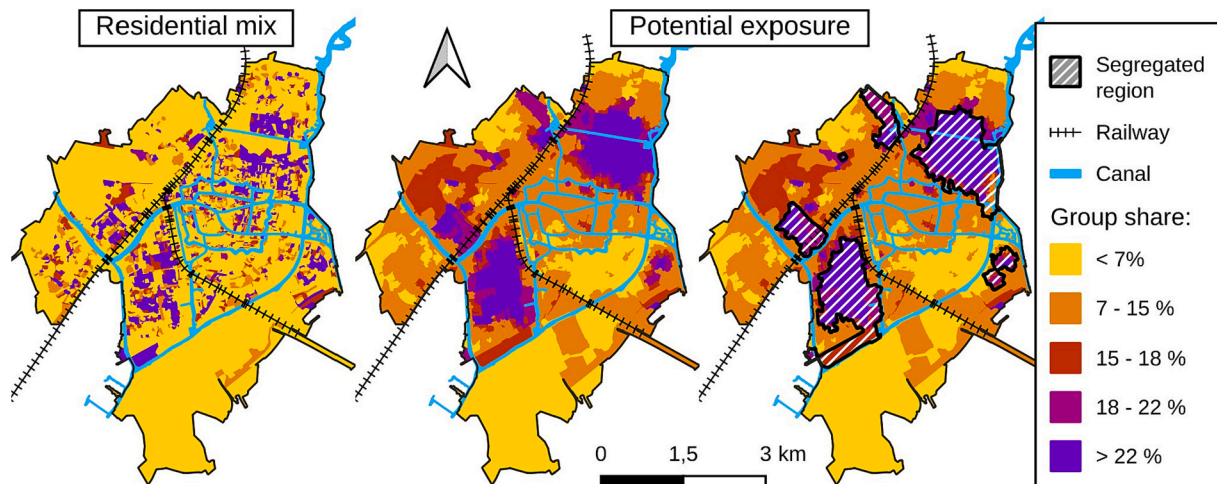 Residential mix
Potential exposure
Segregated
region
Railway
Canal
Group share:
< 7%
7 - 15 %
15 - 18 %
18 - 22 %
> 22 %
0 1,5 3 km